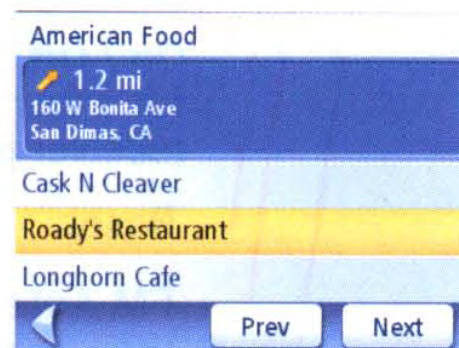 American Food
1.2 mi
160 W Bonita Ave
San Dimas, CA
Cask N Cleaver
Roady's Restaurant
Longhorn Cafe
Prev Next